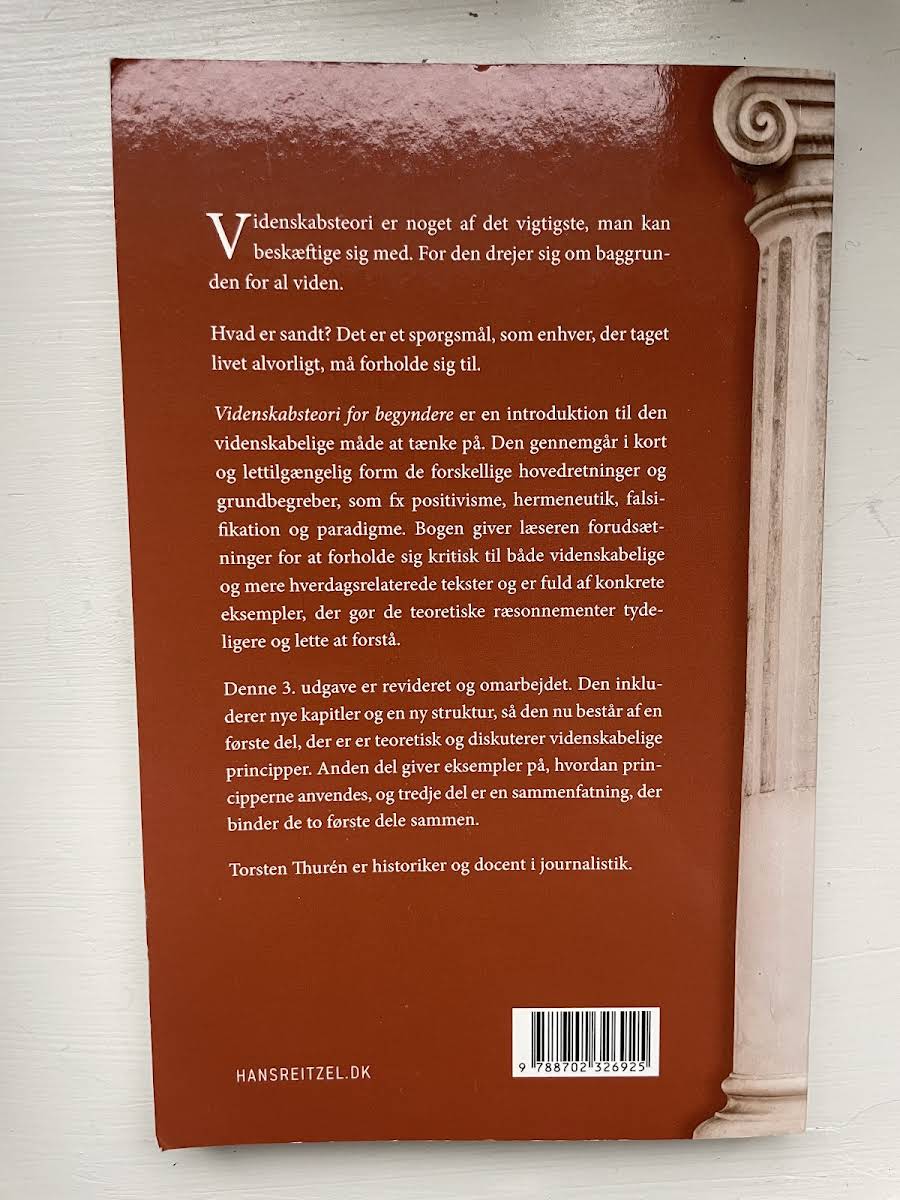 Videnskabsteori er noget af det vigtigste, man kan
beskæftige sig med. For den drejer sig om baggrun-
den for al viden.
Hvad er sandt? Det er et spørgsmål, som enhver, der taget
livet alvorligt, må forholde sig til.
Videnskabsteori for begyndere er en introduktion til den
videnskabelige måde at tænke på. Den gennemgår i kort
og lettilgængelig form de forskellige hovedretninger og
grundbegreber, som fx positivisme, hermeneutik, falsi-
fikation og paradigme. Bogen giver læseren forudsæt-
ninger for at forholde sig kritisk til både videnskabelige
og mere hverdagsrelaterede tekster og er fuld af konkrete
eksempler, der gør de teoretiske ræsonnementer tyde-
ligere og lette at forstå.
Denne 3. udgave er revideret og omarbejdet. Den inklu-
derer nye kapitler og en ny struktur, så den nu består af en
første del, der er er teoretisk og diskuterer videnskabelige
principper. Anden del giver eksempler på, hvordan prin-
cipperne anvendes, og tredje del er en sammenfatning, der
binder de to første dele sammen.
Torsten Thurén er historiker og docent i journalistik.
HANSREITZEL.DK
9 788702 326925